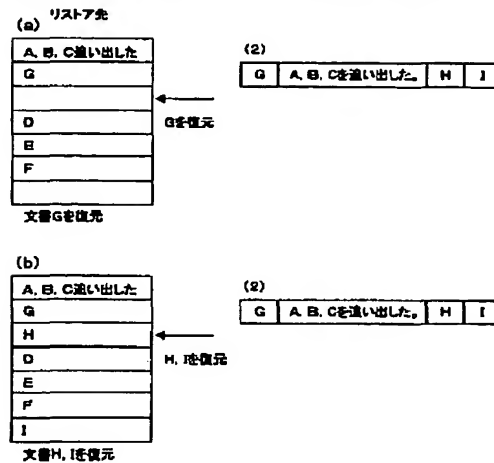 リストア先
(a)
A, B, C追い出した
G
D
E
F
文書Gを復元
(2)
G A, B, Cを追い出した。 H I
Gを復元
(b)
A, B, C追い出した
G
H
D
E
F
I
文書H, Iを復元
(2)
G A, B, Cを追い出した。 H I
H, Iを復元